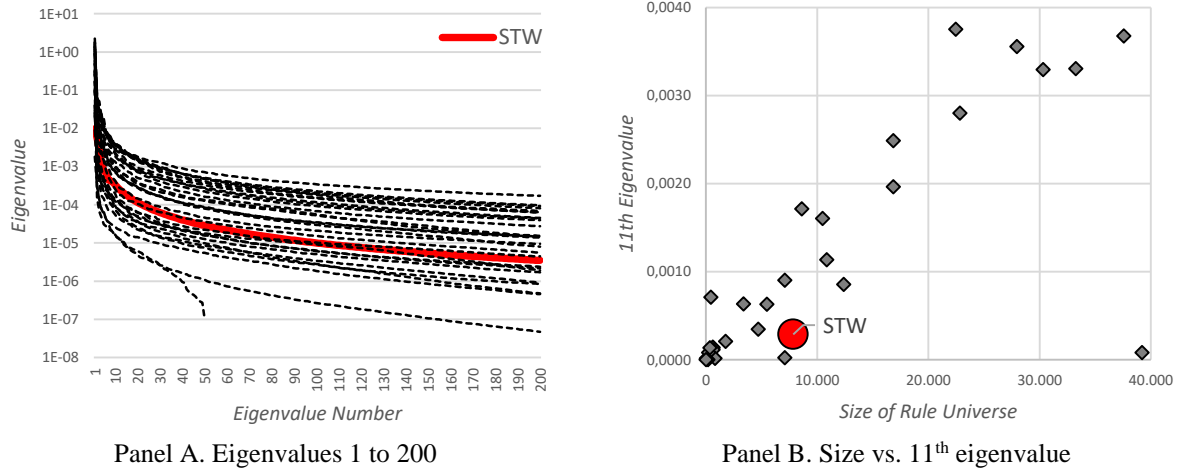 1E+01
1E+00
1E-01
1E-02
1E-03
1E-04
1E-05
1E-06
1E-07
1E-08
Eigenvalue
STW
1 10 20 30 40 50 60 70 80 90 100 110 120 130 140 150 160 170 180 190 200
Eigenvalue Number
Panel A. Eigenvalues 1 to 200
0,0040
0,0030
0,0020
0,0010
0,0000
11th Eigenvalue
STW
0 10.000 20.000 30.000 40.000
Size of Rule Universe
Panel B. Size vs. 11th eigenvalue